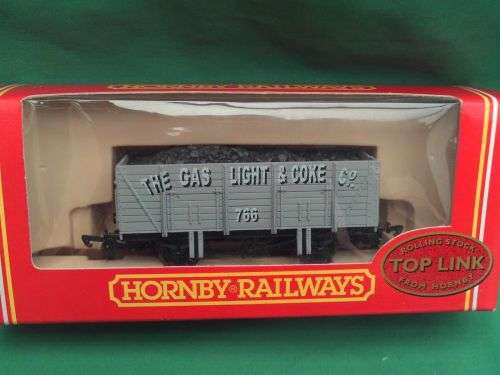 THE GAS LIGHT & COKE Cº
766
HORNBY® RAILWAYS
ROLLING STOCK
TOP LINK
FROM HORNBY